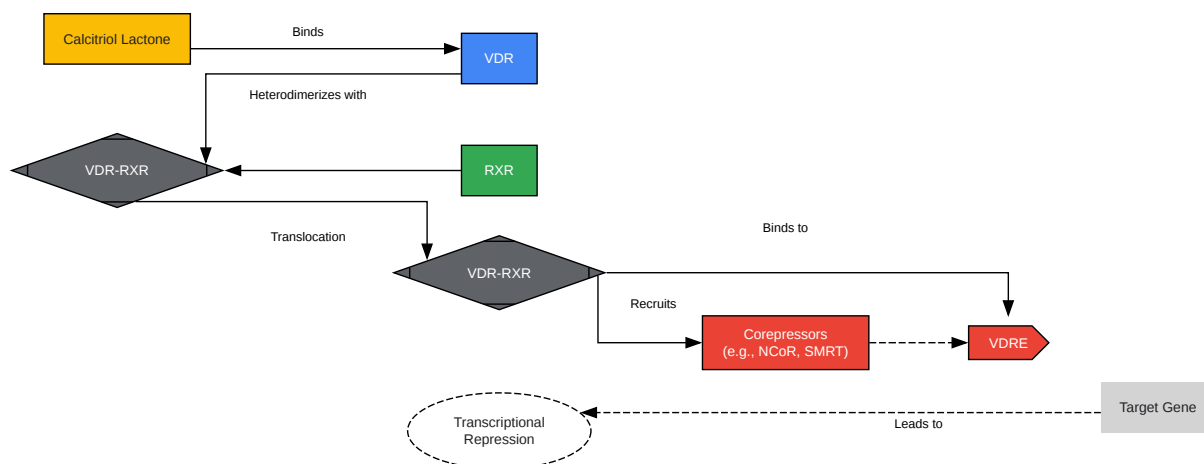 Calcitriol Lactone
Binds
VDR
Heterodimerizes with
VDR-RXR
RXR
Translocation
VDR-RXR
Binds to
Recruits
Corepressors
(e.g., NCoR, SMRT)
VDRE
Target Gene
Leads to
Transcriptional
Repression